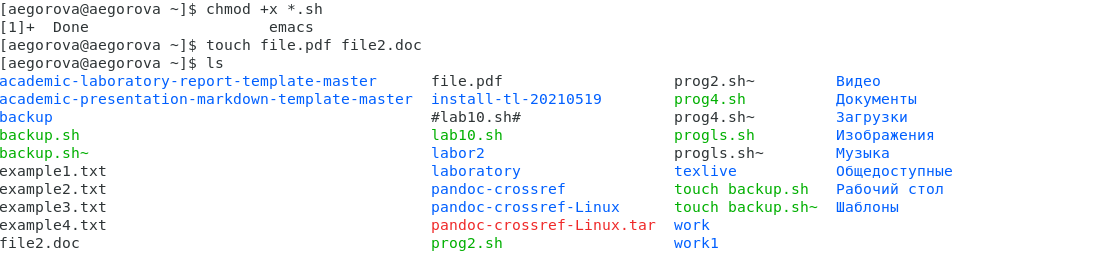 [aegorova@aegorova ~]$ chmod +x *.sh
[1]+  Done                    emacs
[aegorova@aegorova ~]$ touch file.pdf file2.doc
[aegorova@aegorova ~]$ ls
academic-laboratory-report-template-master      file.pdf                  prog2.sh~         Видео
academic-presentation-markdown-template-master  install-tl-20210519        prog4.sh          Документы
backup                                          #lab10.sh#                 prog4.sh~         Загрузки
backup.sh                                       lab10.sh                   progls.sh         Изображения
backup.sh~                                      labor2                     progls.sh~        Музыка
example1.txt                                    laboratory                 texlive           Общедоступные
example2.txt                                    pandoc-crossref            touch backup.sh   Рабочий стол
example3.txt                                    pandoc-crossref-Linux      touch backup.sh~  Шаблоны
example4.txt                                    pandoc-crossref-Linux.tar  work
file2.doc                                       prog2.sh                   work1